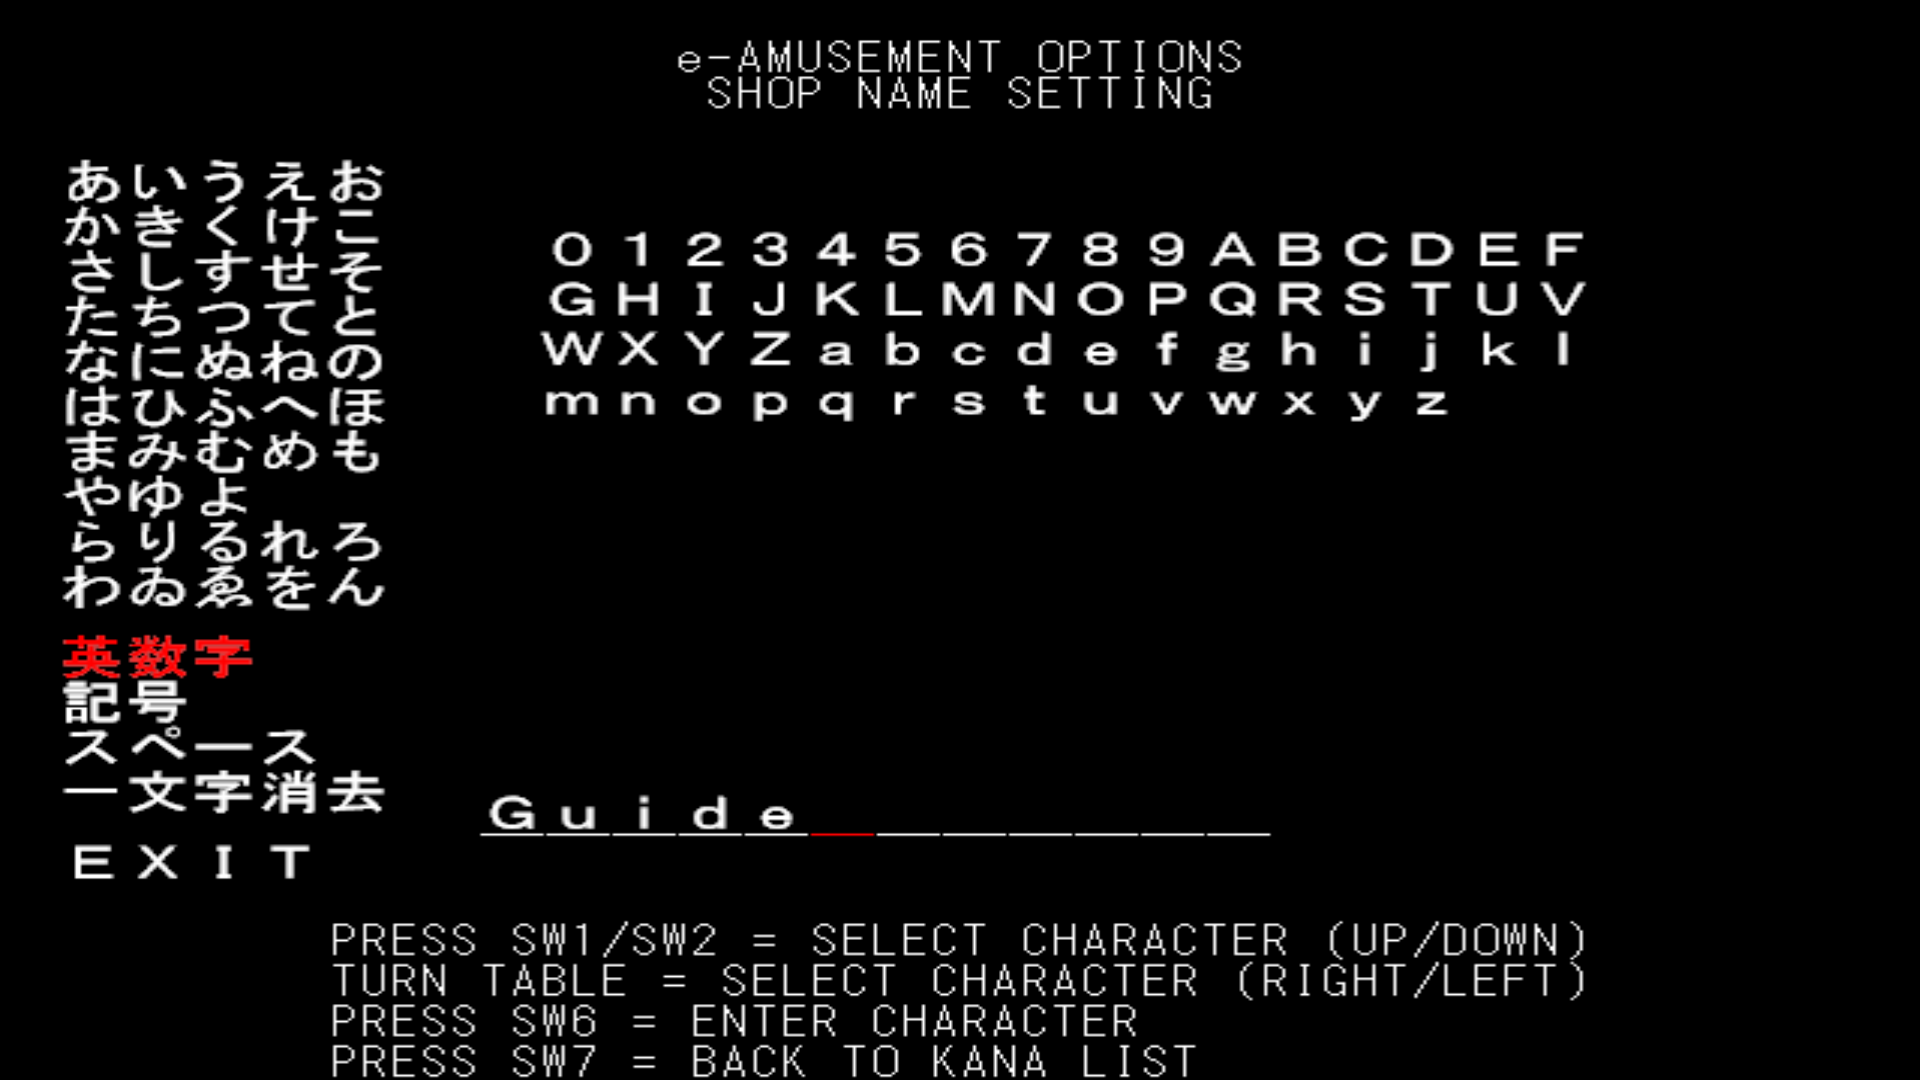 e-AMUSEMENT OPTIONS
SHOP NAME SETTING
あいうえお
かきくけこ
さしすせそ
たちつてと
なにぬねの
はひふへほ
まみむめも
やゆよ
らりるれろ
わゐゑをん
英数字
記号
スペース
一文字消去
EXIT
0123456789ABCDEF
GHIJKLMNOPQRSTUV
WXYZabcdefghijkl
mnopqrstuvwxyz
Guide
PRESS SW1/SW2 = SELECT CHARACTER (UP/DOWN)
TURN TABLE = SELECT CHARACTER (RIGHT/LEFT)
PRESS SW6 = ENTER CHARACTER
PRESS SW7 = BACK TO KANA LIST